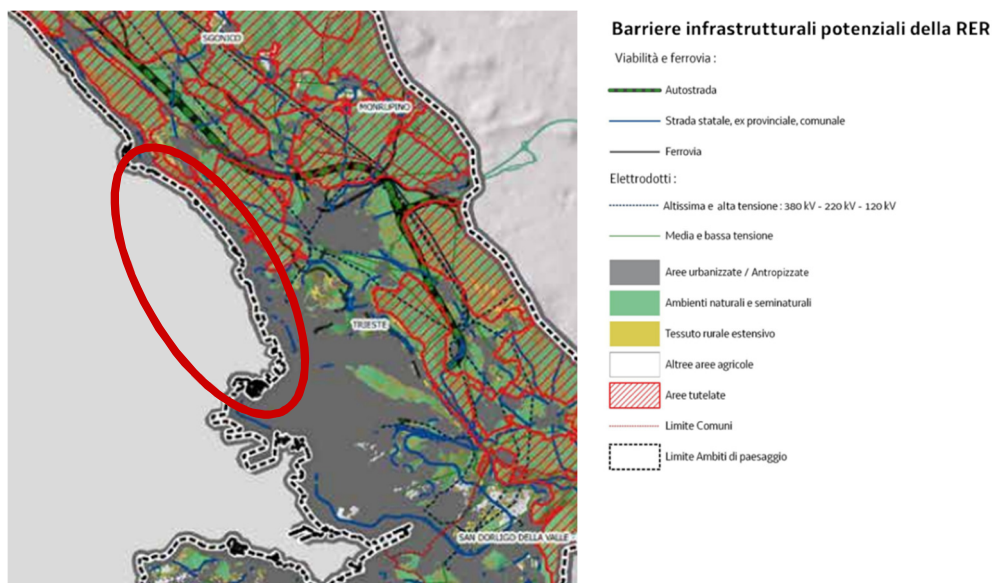 SGONICO
MONRUPINO
TRIESTE
SAN DORLIGO DELLA VALLE
Barriere infrastrutturali potenziali della RER
Viabilità e ferrovia :
Autostrada
Strada statale, ex provinciale, comunale
Ferrovia
Elettrodotti :
Altissima e alta tensione : 380 kV - 220 kV - 120 kV
Media e bassa tensione
Aree urbanizzate / Antropizzate
Ambienti naturali e seminaturali
Tessuto rurale estensivo
Altree aree agricole
Aree tutelate
Limite Comuni
Limite Ambiti di paesaggio